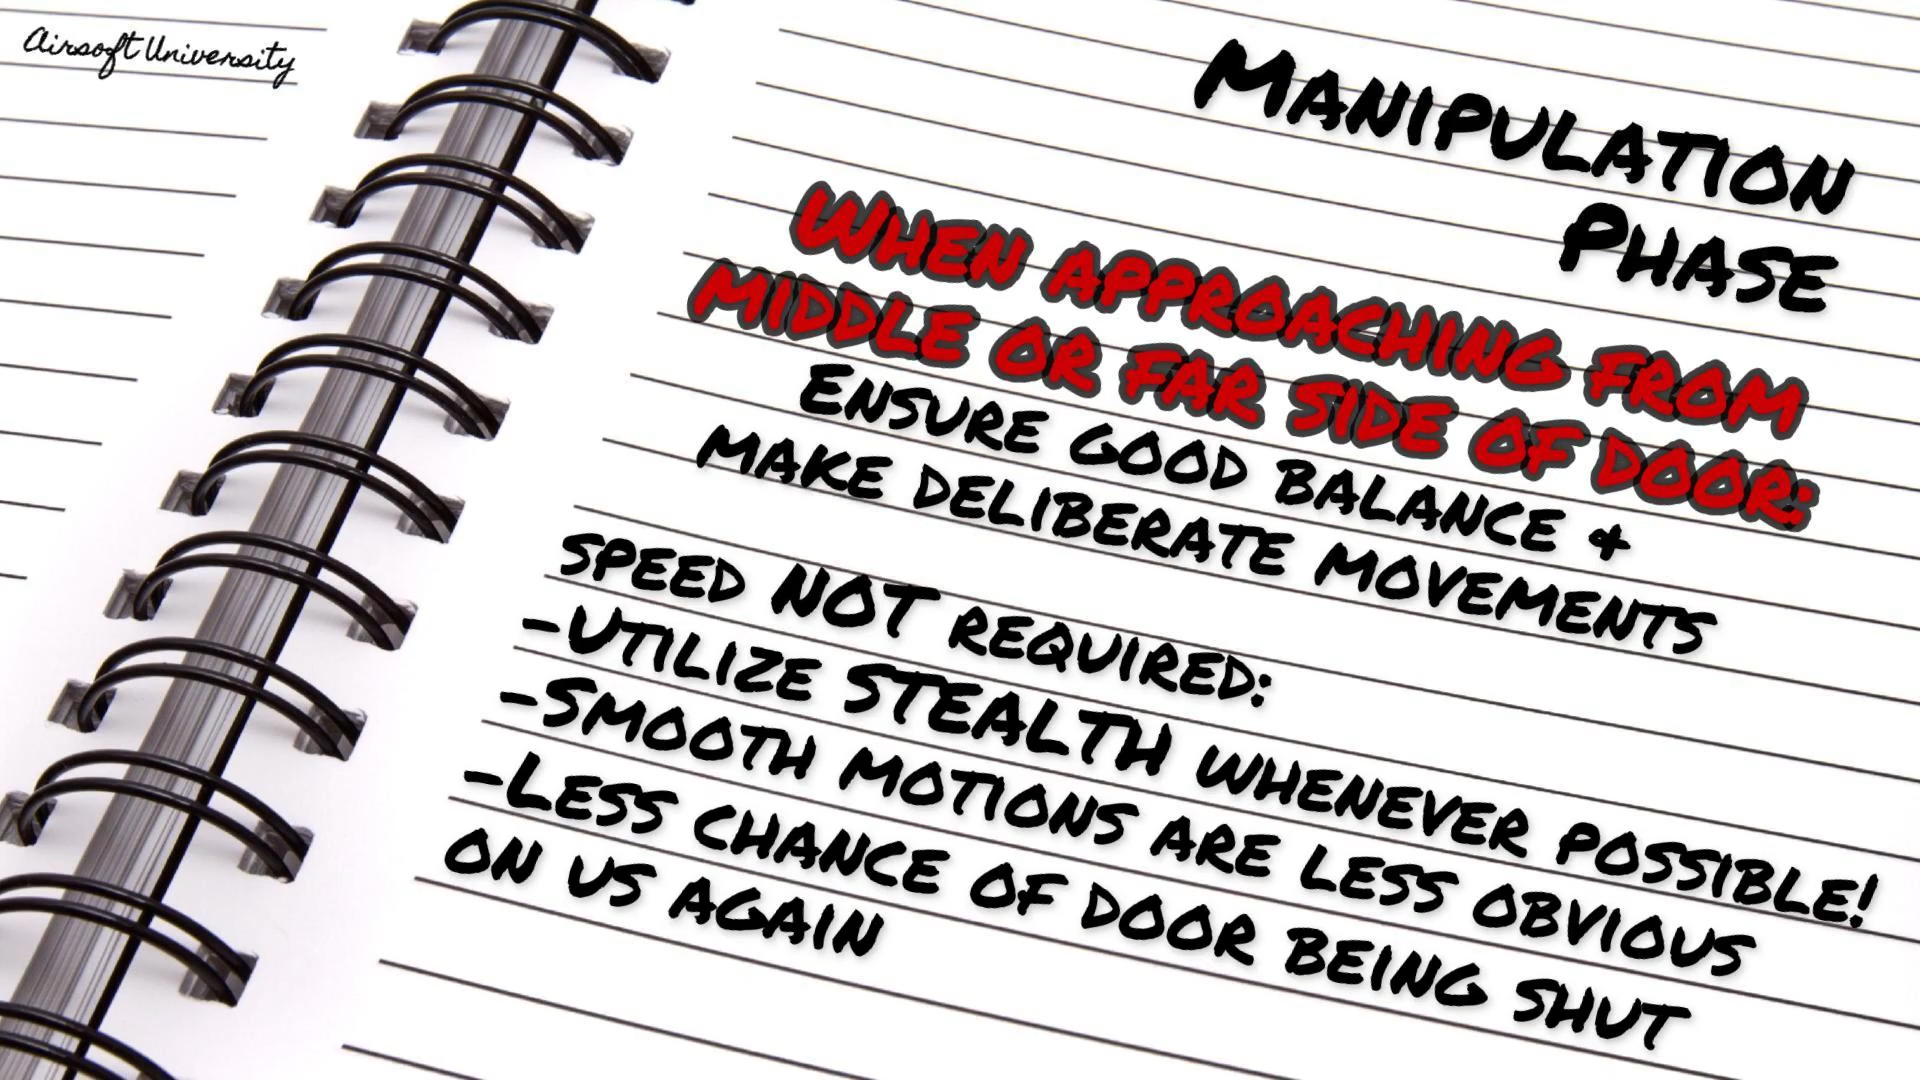 Airsoft University
Manipulation
Phase
When approaching from
middle or far side of door:
Ensure good balance &
make deliberate movements
Speed NOT required:
-Utilize STEALTH whenever possible!
-Smooth motions are less obvious
-Less chance of door being shut
on us again